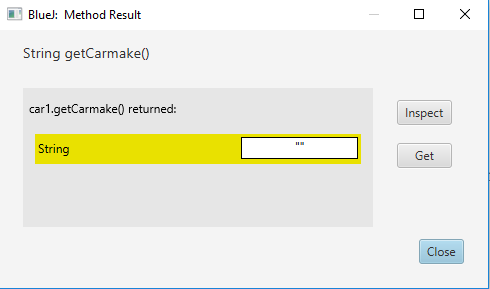 BlueJ: Method Result
String getCarmake()
car1.getCarmake() returned:
String ""
Inspect
Get
Close